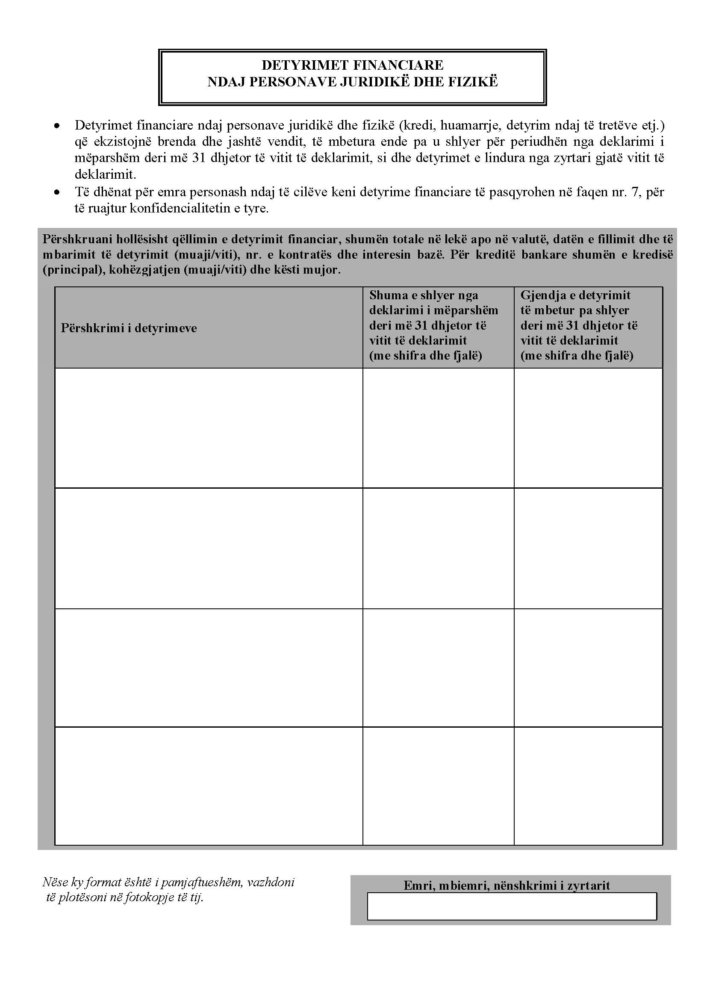 DETYRIMET FINANCIARE
NDAJ PERSONAVE JURIDIKË DHE FIZIKË
• Detyrimet financiare ndaj personave juridikë dhe fizikë (kredi, huamarrje, detyrim ndaj të tretëve etj.)
që ekzistojnë brenda dhe jashtë vendit, të mbetura ende pa u shlyer për periudhën nga deklarimi i
mëparshëm deri më 31 dhjetor të vitit të deklarimit, si dhe detyrimet e lindura nga zyrtari gjatë vitit të
deklarimit.
• Të dhënat për emra personash ndaj të cilëve keni detyrime financiare të pasqyrohen në faqen nr. 7, për
të ruajtur konfidencialitetin e tyre.
Përshkruani hollësisht qëllimin e detyrimit financiar, shumën totale në lekë apo në valutë, datën e fillimit dhe të
mbarimit të detyrimit (muaji/viti), nr. e kontratës dhe interesin bazë. Për kreditë bankare shumën e kredisë
(principal), kohëzgjatjen (muaji/viti) dhe kësti mujor.
Përshkrimi i detyrimeve
Shuma e shlyer nga
deklarimi i mëparshëm
deri më 31 dhjetor të
vitit të deklarimit
(me shifra dhe fjalë)
Gjendja e detyrimit
të mbetur pa shlyer
deri më 31 dhjetor të
vitit të deklarimit
(me shifra dhe fjalë)
Nëse ky format është i pamjaftueshëm, vazhdoni
të plotësoni në fotokopje të tij.
Emri, mbiemri, nënshkrimi i zyrtarit